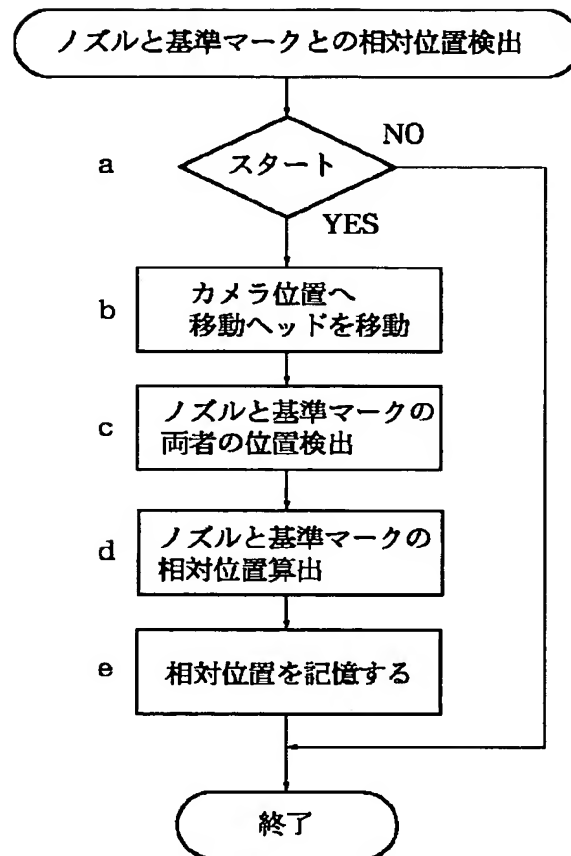 ノズルと基準マークとの相対位置検出
NO
a
スタート
YES
b
カメラ位置へ
移動ヘッドを移動
c
ノズルと基準マークの
両者の位置検出
d
ノズルと基準マークの
相対位置算出
e
相対位置を記憶する
終了